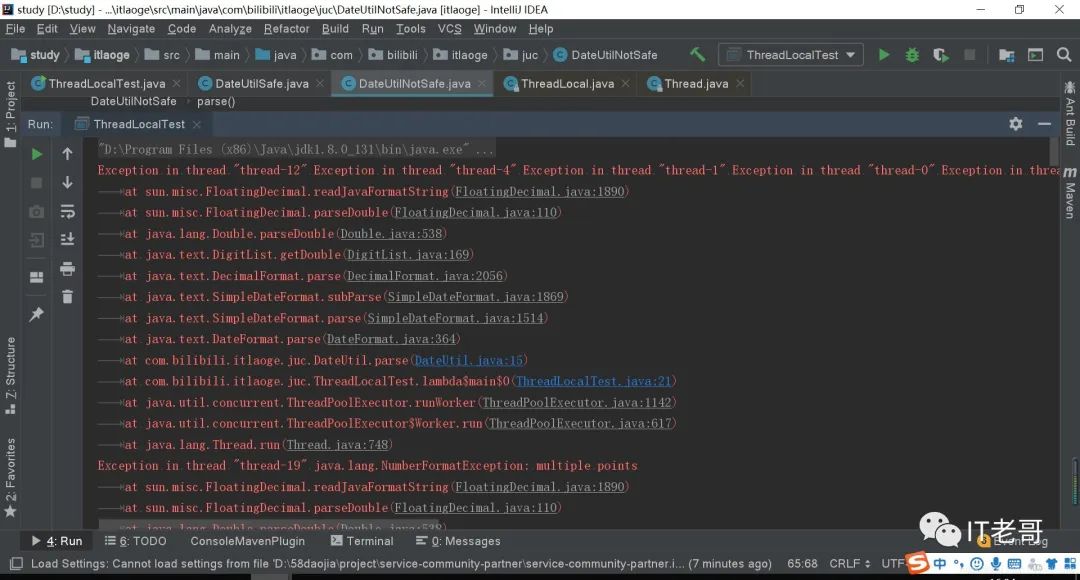 study [D:\study] - ...\itlaoge\src\main\java\com\bilibili\itlaoge\juc\DateUtilNotSafe.java [itlaoge] - IntelliJ IDEA
File Edit View Navigate Code Analyze Refactor Build Run Tools VCS Window Help
study itlaoge src main java com bilibili itlaoge juc DateUtilNotSafe ThreadLocalTest
1: Project
ThreadLocalTest.java DateUtilSafe.java DateUtilNotSafe.java ThreadLocal.java Thread.java
DateUtilNotSafe parse()
Ant Build
Maven
Run: ThreadLocalTest
"D:\Program Files (x86)\Java\jdk1.8.0_131\bin\java.exe" ...
Exception in thread "thread-12" Exception in thread "thread-4" Exception in thread "thread-1" Exception in thread "thread-0" Exception in threa
at sun.misc.FloatingDecimal.readJavaFormatString(FloatingDecimal.java:1890)
at sun.misc.FloatingDecimal.parseDouble(FloatingDecimal.java:110)
at java.lang.Double.parseDouble(Double.java:538)
at java.text.DigitList.getDouble(DigitList.java:169)
at java.text.DecimalFormat.parse(DecimalFormat.java:2056)
at java.text.SimpleDateFormat.subParse(SimpleDateFormat.java:1869)
at java.text.SimpleDateFormat.parse(SimpleDateFormat.java:1514)
at java.text.DateFormat.parse(DateFormat.java:364)
at com.bilibili.itlaoge.juc.DateUtil.parse(DateUtil.java:15)
at com.bilibili.itlaoge.juc.ThreadLocalTest.lambda$main$0(ThreadLocalTest.java:21)
at java.util.concurrent.ThreadPoolExecutor.runWorker(ThreadPoolExecutor.java:1142)
at java.util.concurrent.ThreadPoolExecutor$Worker.run(ThreadPoolExecutor.java:617)
at java.lang.Thread.run(Thread.java:748)
Exception in thread "thread-19" java.lang.NumberFormatException: multiple points
at sun.misc.FloatingDecimal.readJavaFormatString(FloatingDecimal.java:1890)
at sun.misc.FloatingDecimal.parseDouble(FloatingDecimal.java:110)
at java.lang.Double.parseDouble(Double.java:538)
Z: Structure
2: Favorites
IT老哥
4: Run 6: TODO ConsoleMavenPlugin Terminal 0: Messages Event Log
Load Settings: Cannot load settings from file 'D:\58daojia\project\service-community-partner\service-community-partner.i... (7 minutes ago) 65:68 CRLF UTF- 中